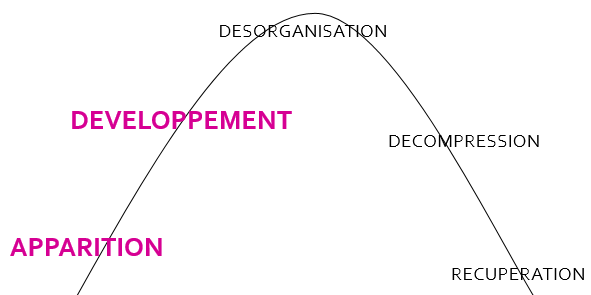 DESORGANISATION
DEVELOPPEMENT
DECOMPRESSION
APPARITION
RECUPERATION